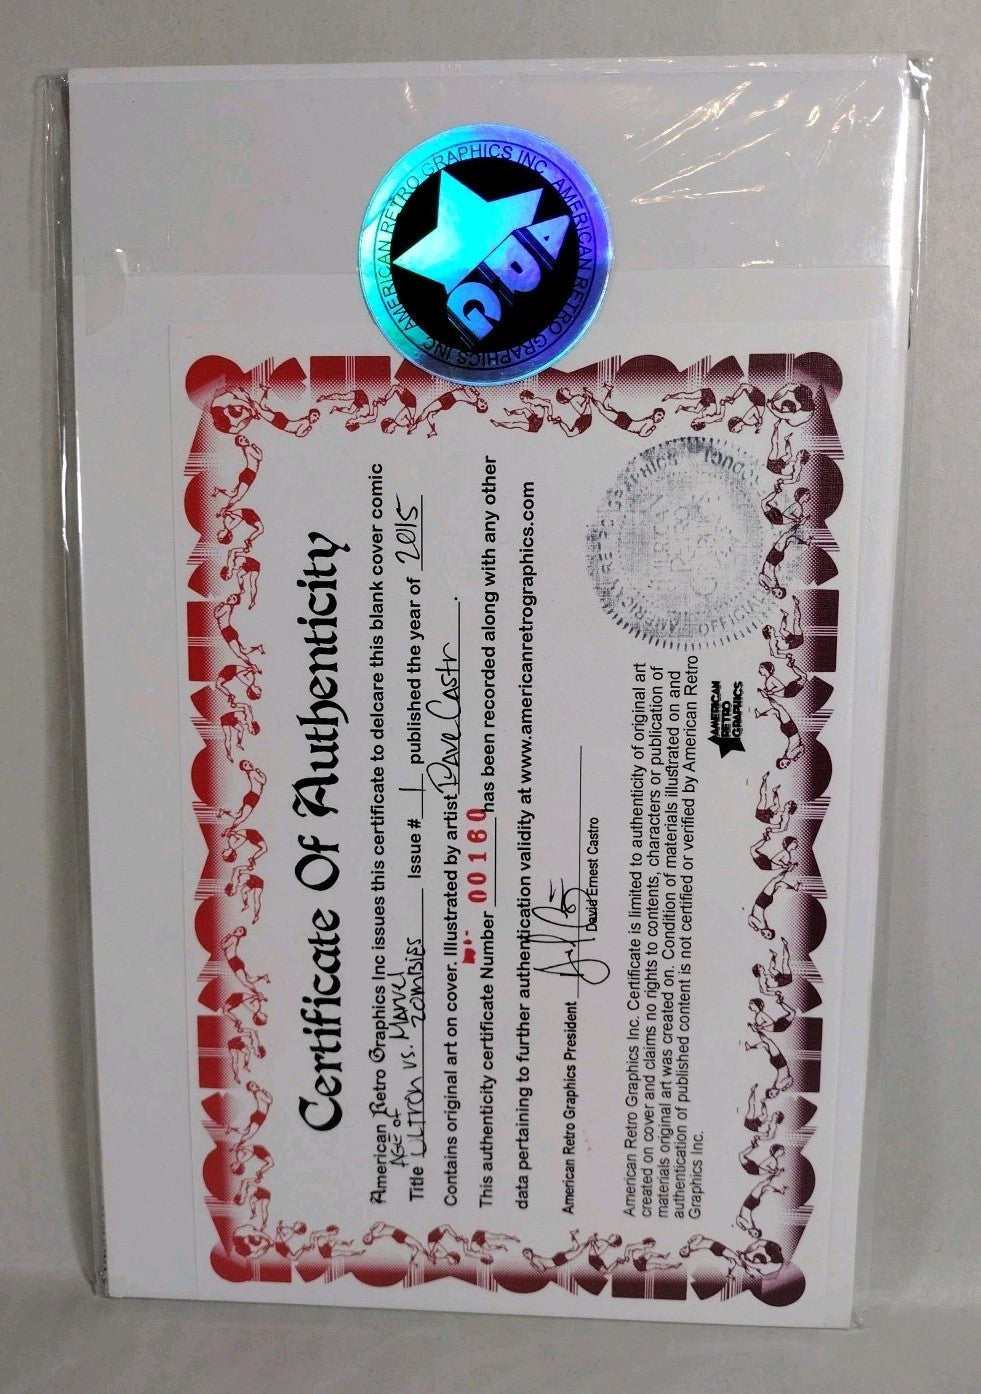 AMERICAN RETRO GRAPHICS INC. AMERICAN RETRO GRAPHICS INC.
ARG
Certificate Of Authenticity
American Retro Graphics Inc issues this certificate to delcare this blank cover comic
Title AGE OF ULTRON VS. MARVEL ZOMBIES Issue # 1 published the year of 2015
Contains original art on cover. Illustrated by artist Dave Castr.
This authenticity certificate Number 00180 has been recorded along with any other
data pertaining to further authentication validity at www.americanretrographics.com
American Retro Graphics President
David Ernest Castro
American Retro Graphics Inc. Certificate is limited to authenticity of original art
created on cover and claims no rights to contents, characters or publication of
materials original art was created on. Condition of materials illustrated on and
authentication of published content is not certified or verified by American Retro
Graphics Inc.
AMERICAN
RETRO
GRAPHICS